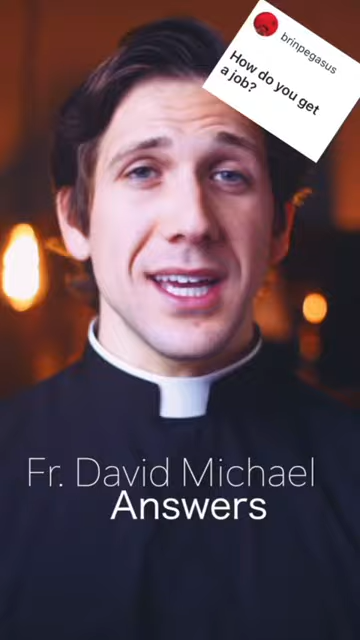 brinpegasus
How do you get
a job?
Fr. David Michael
Answers